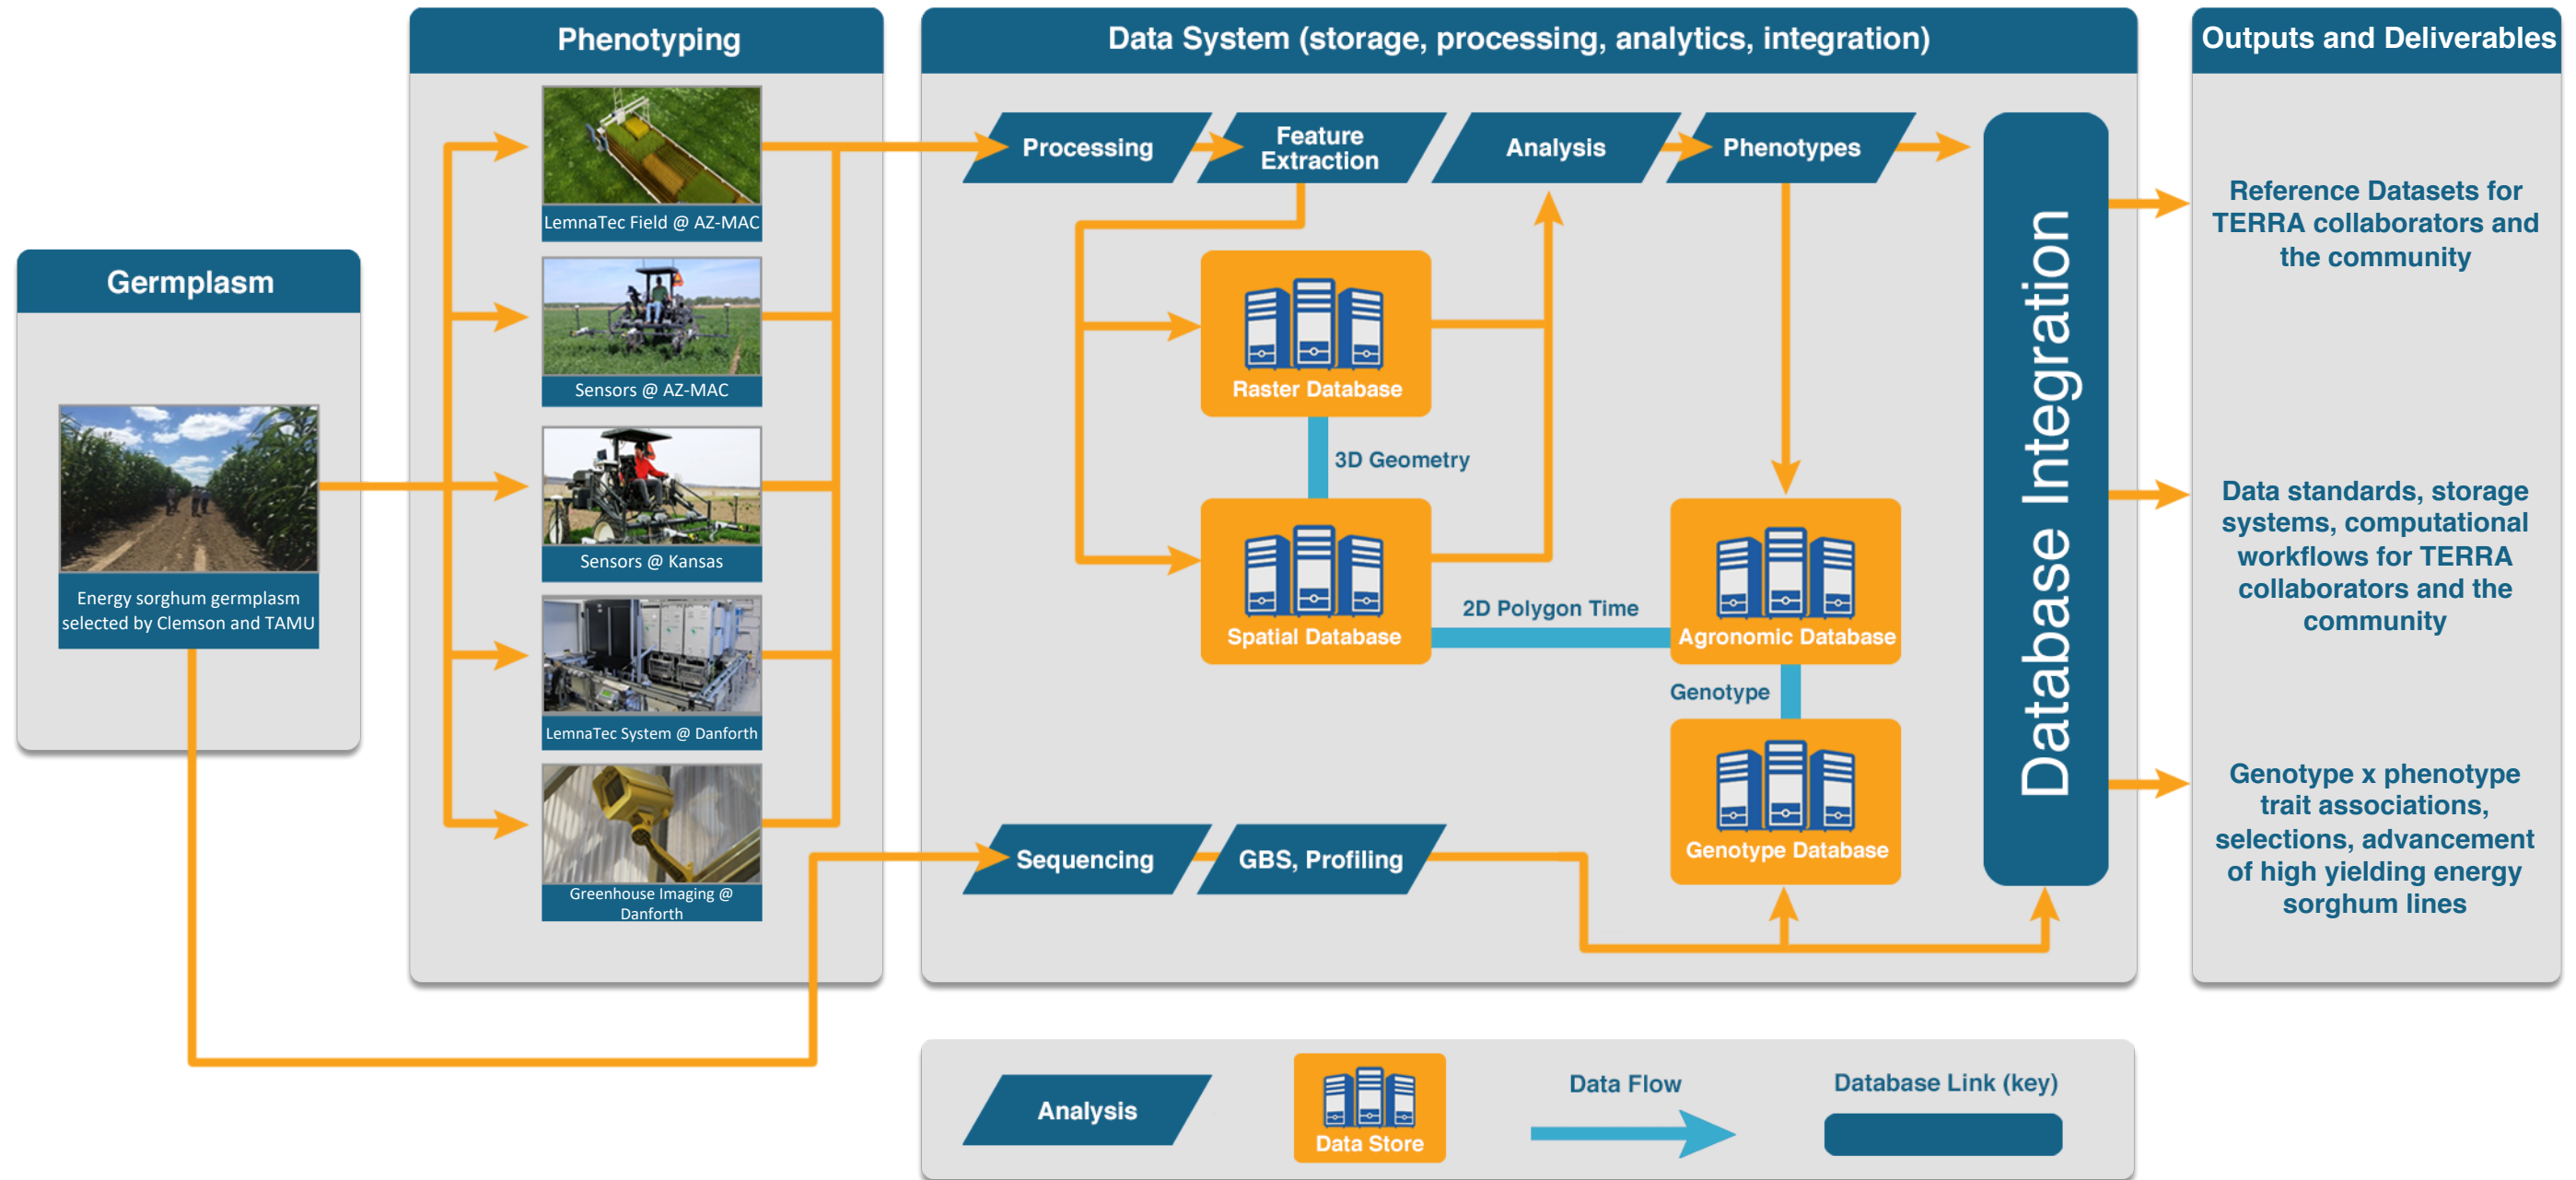 Germplasm
Energy sorghum germplasm
selected by Clemson and TAMU
Phenotyping
LemnaTec Field @ AZ-MAC
Sensors @ AZ-MAC
Sensors @ Kansas
LemnaTec System @ Danforth
Greenhouse Imaging @
Danforth
Data System (storage, processing, analytics, integration)
Processing
Feature
Extraction
Analysis
Phenotypes
Raster Database
3D Geometry
Spatial Database
2D Polygon Time
Agronomic Database
Genotype
Genotype Database
Sequencing
GBS, Profiling
Database Integration
Outputs and Deliverables
Reference Datasets for
TERRA collaborators and
the community
Data standards, storage
systems, computational
workflows for TERRA
collaborators and the
community
Genotype x phenotype
trait associations,
selections, advancement
of high yielding energy
sorghum lines
Analysis
Data Store
Data Flow
Database Link (key)